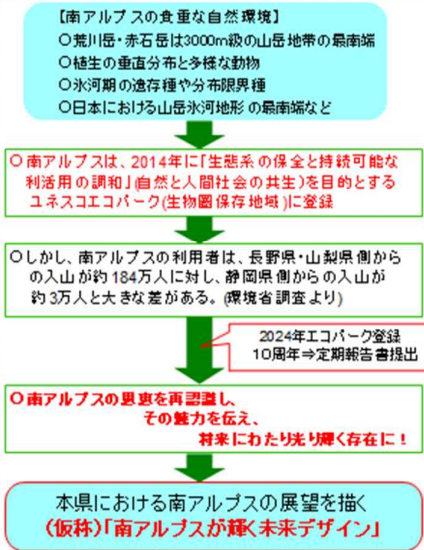 【南アルプスの貴重な自然環境】
○荒川岳・赤石岳は3000m級の山岳地帯の最南端
○植生の垂直分布と多様な動物
○氷河期の遺存種や分布限界種
○日本における山岳氷河地形の最南端など
○南アルプスは、2014年に「生態系の保全と持続可能な
利活用の調和」(自然と人間社会の共生)を目的とする
ユネスコエコパーク(生物圏保存地域)に登録
○しかし、南アルプスの利用者は、長野県・山梨県側から
の入山が約184万人に対し、静岡県側からの入山が
約3万人と大きな差がある。(環境省調査より)
2024年エコパーク登録
10周年⇒定期報告書提出
○南アルプスの恩恵を再認識し、
その魅力を伝え、
将来にわたり光り輝く存在に！
本県における南アルプスの展望を描く
(仮称)「南アルプスが輝く未来デザイン」